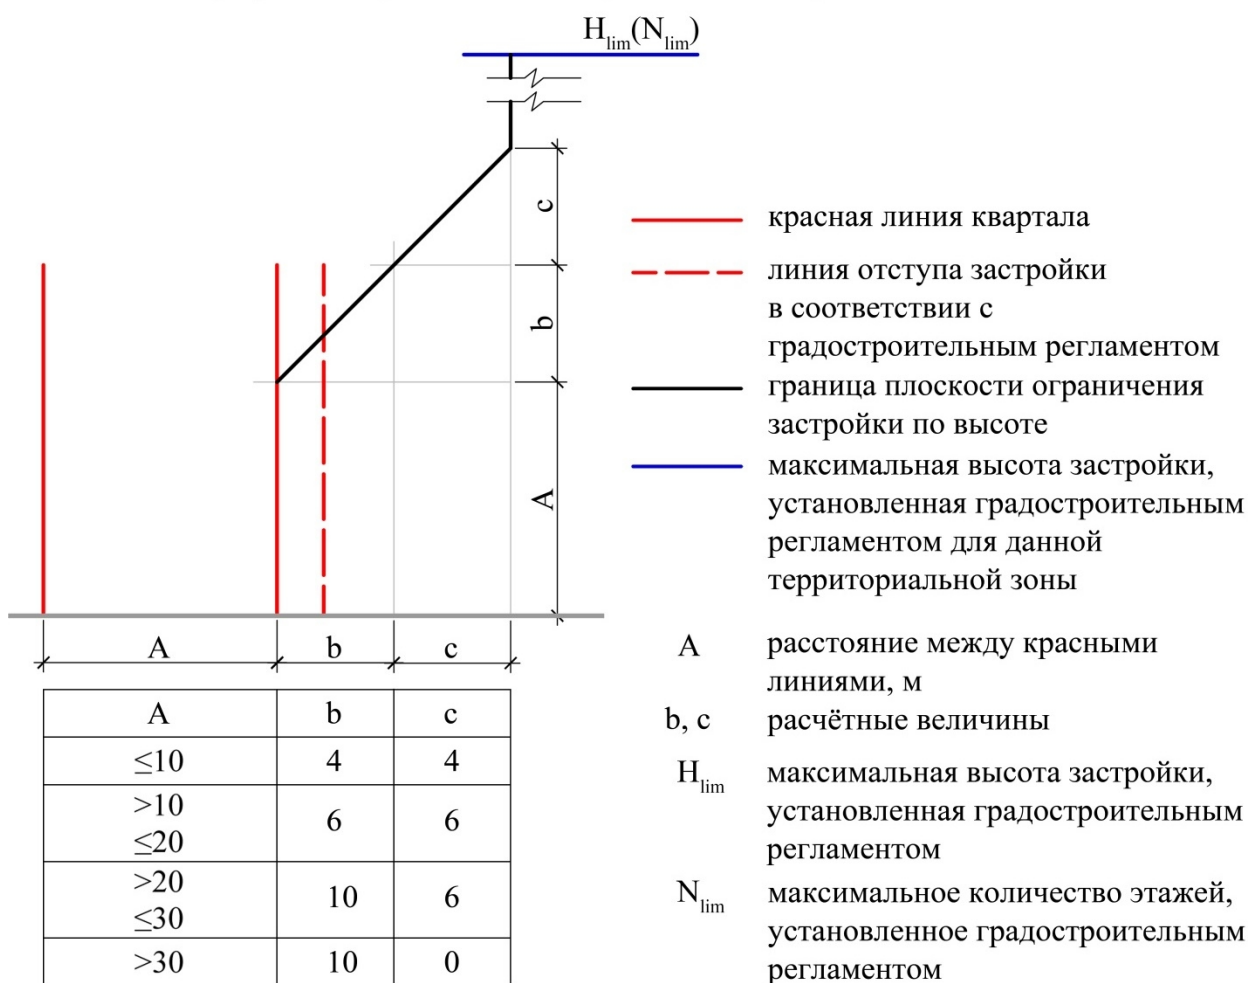 H_lim(N_lim)
c
b
A
A b c
A b c
≤10 4 4
>10
≤20
6 6
>20
≤30
10 6
>30 10 0
красная линия квартала
линия отступа застройки
в соответствии с
градостроительным регламентом
граница плоскости ограничения
застройки по высоте
максимальная высота застройки,
установленная градостроительным
регламентом для данной
территориальной зоны
A расстояние между красными
линиями, м
b, c расчётные величины
H_lim максимальная высота застройки,
установленная градостроительным
регламентом
N_lim максимальное количество этажей,
установленное градостроительным
регламентом